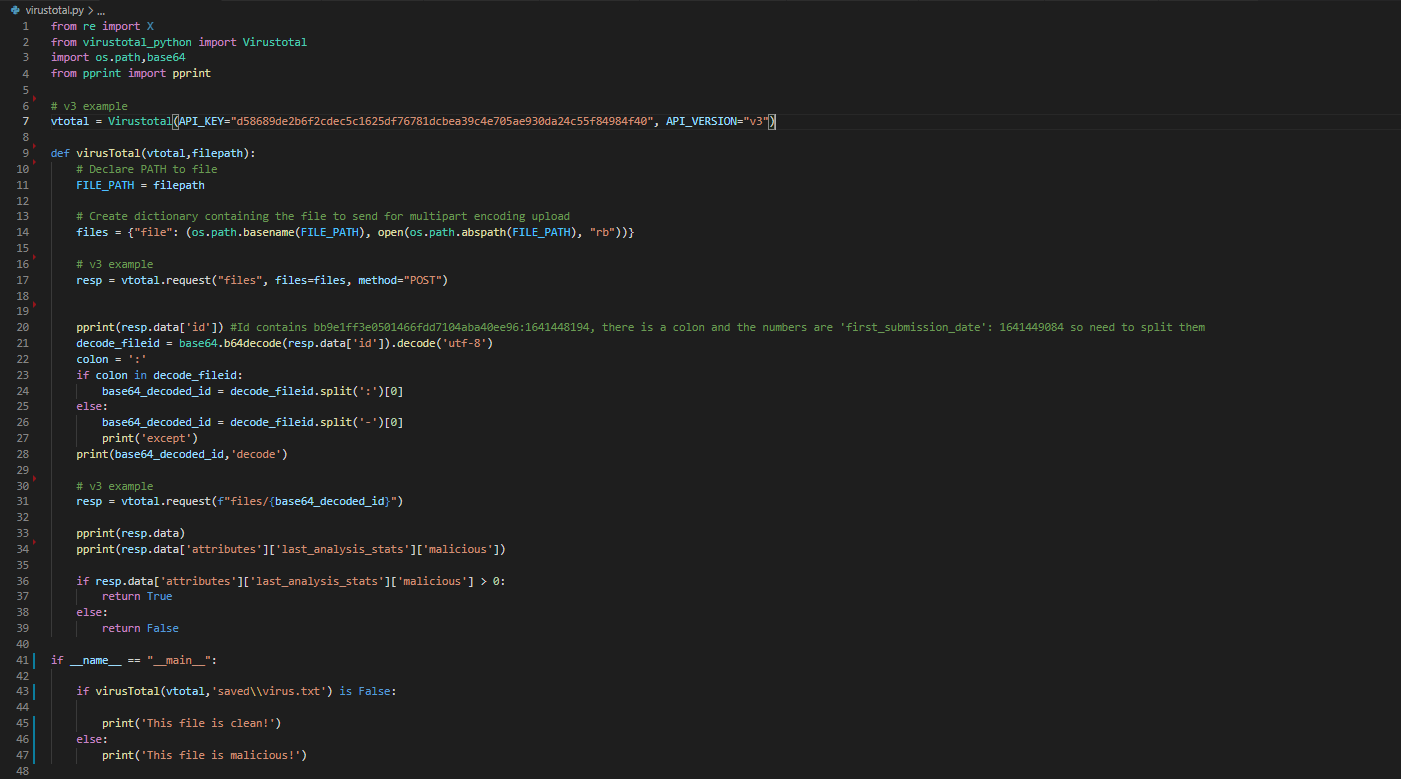 virustotal.py > ...
1 from re import X
2 from virustotal_python import Virustotal
3 import os.path,base64
4 from pprint import pprint
5
6 # v3 example
7 vtotal = Virustotal(API_KEY="d58689de2b6f2cdec5c1625df76781dcbea39c4e705ae930da24c55f84984f40", API_VERSION="v3")
8
9 def virusTotal(vtotal,filepath):
10     # Declare PATH to file
11     FILE_PATH = filepath
12
13     # Create dictionary containing the file to send for multipart encoding upload
14     files = {"file": (os.path.basename(FILE_PATH), open(os.path.abspath(FILE_PATH), "rb"))}
15
16     # v3 example
17     resp = vtotal.request("files", files=files, method="POST")
18
19
20     pprint(resp.data['id']) #Id contains bb9e1ff3e0501466fdd7104aba40ee96:1641448194, there is a colon and the numbers are 'first_submission_date': 1641449084 so need to split them
21     decode_fileid = base64.b64decode(resp.data['id']).decode('utf-8')
22     colon = ':'
23     if colon in decode_fileid:
24         base64_decoded_id = decode_fileid.split(':')[0]
25     else:
26         base64_decoded_id = decode_fileid.split('-')[0]
27         print('except')
28     print(base64_decoded_id,'decode')
29
30     # v3 example
31     resp = vtotal.request(f"files/{base64_decoded_id}")
32
33     pprint(resp.data)
34     pprint(resp.data['attributes']['last_analysis_stats']['malicious'])
35
36     if resp.data['attributes']['last_analysis_stats']['malicious'] > 0:
37         return True
38     else:
39         return False
40
41 if __name__ == "__main__":
42
43     if virusTotal(vtotal,'saved\\virus.txt') is False:
44
45         print('This file is clean!')
46     else:
47         print('This file is malicious!')
48